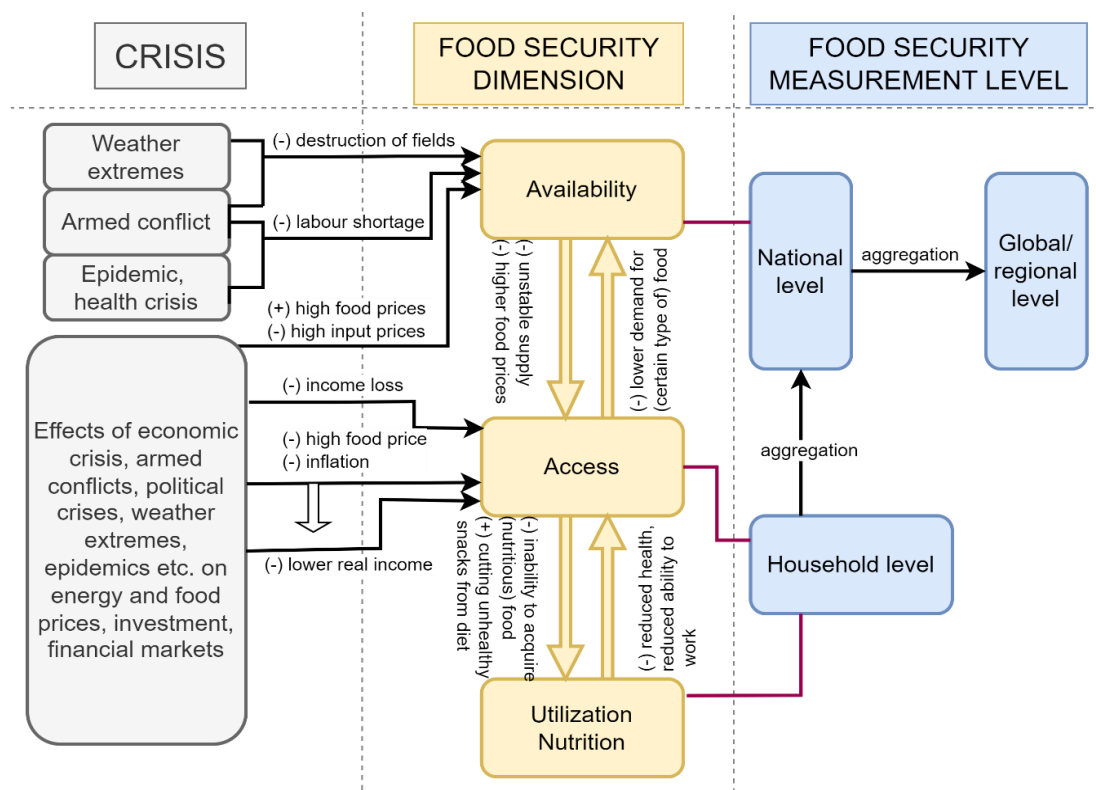 CRISIS
FOOD SECURITY
DIMENSION
FOOD SECURITY
MEASUREMENT LEVEL
Weather
extremes
Armed conflict
Epidemic,
health crisis
Effects of economic
crisis, armed
conflicts, political
crises, weather
extremes,
epidemics etc. on
energy and food
prices, investment,
financial markets
(-) destruction of fields
(-) labour shortage
(+) high food prices
(-) high input prices
(-) income loss
(-) high food price
(-) inflation
(-) lower real income
Availability
(-) unstable supply
(-) higher food prices
(-) lower demand for
(certain type of) food
Access
(-) inability to acquire
(nutritious) food
(+) cutting unhealthy
snacks from diet
(-) reduced health,
reduced ability to
work
Utilization
Nutrition
National
level
aggregation
Global/
regional
level
aggregation
Household level